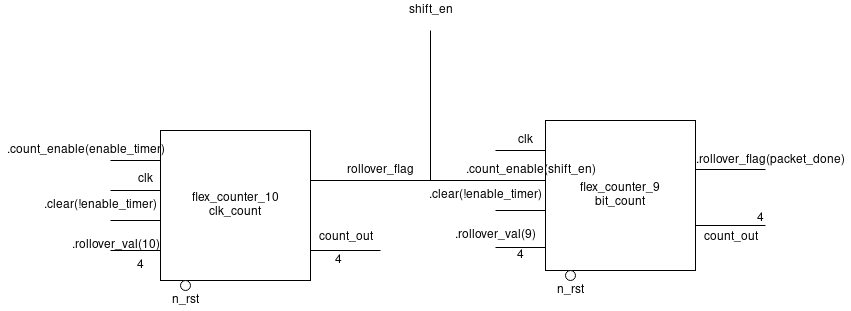 shift_en
.count_enable(enable_timer)
clk
.clear(!enable_timer)
.rollover_val(10)
4
flex_counter_10
clk_count
n_rst
rollover_flag
count_out
4
clk
.count_enable(shift_en)
.clear(!enable_timer)
.rollover_val(9)
4
flex_counter_9
bit_count
n_rst
.rollover_flag(packet_done)
4
count_out